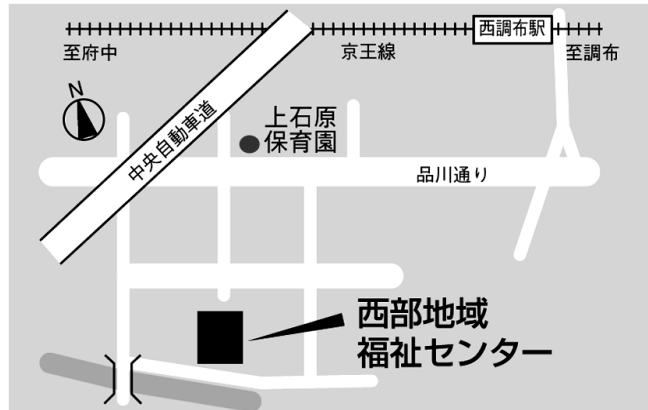 西調布駅
至府中
京王線
至調布
N
上石原
保育園
中央自動車道
品川通り
西部地域
福祉センター